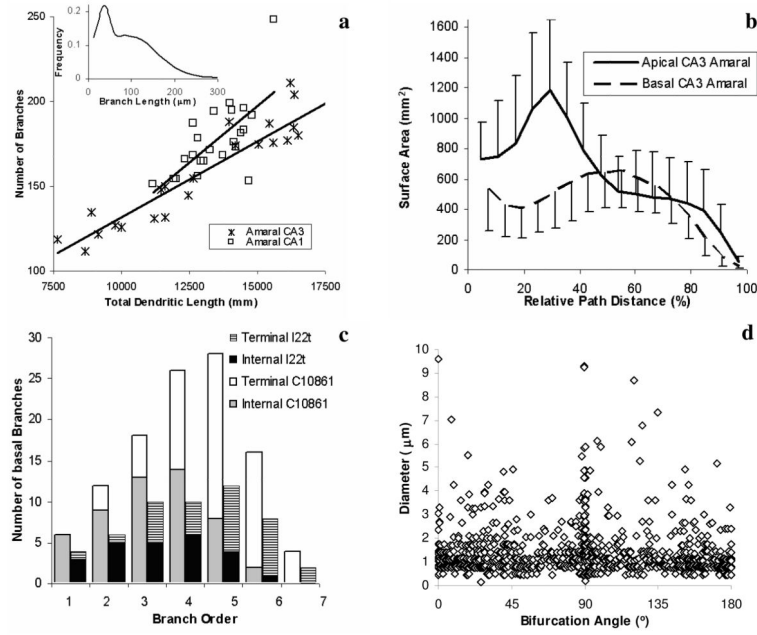 a
Frequency
0.2
0.1
0
0 100 200 300
Branch Length (μm)
Number of Branches
250
200
150
100
Amaral CA3
Amaral CA1
7500 10000 12500 15000 17500
Total Dendritic Length (mm)
b
Surface Area (mm²)
1600
1400
1200
1000
800
600
400
200
0
Apical CA3 Amaral
Basal CA3 Amaral
0 20 40 60 80 100
Relative Path Distance (%)
c
Number of basal Branches
30
25
20
15
10
5
0
Terminal I22t
Internal I22t
Terminal C10861
Internal C10861
1 2 3 4 5 6 7
Branch Order
d
Diameter (μm)
10
9
8
7
6
5
4
3
2
1
0
0 45 90 135 180
Bifurcation Angle (º)